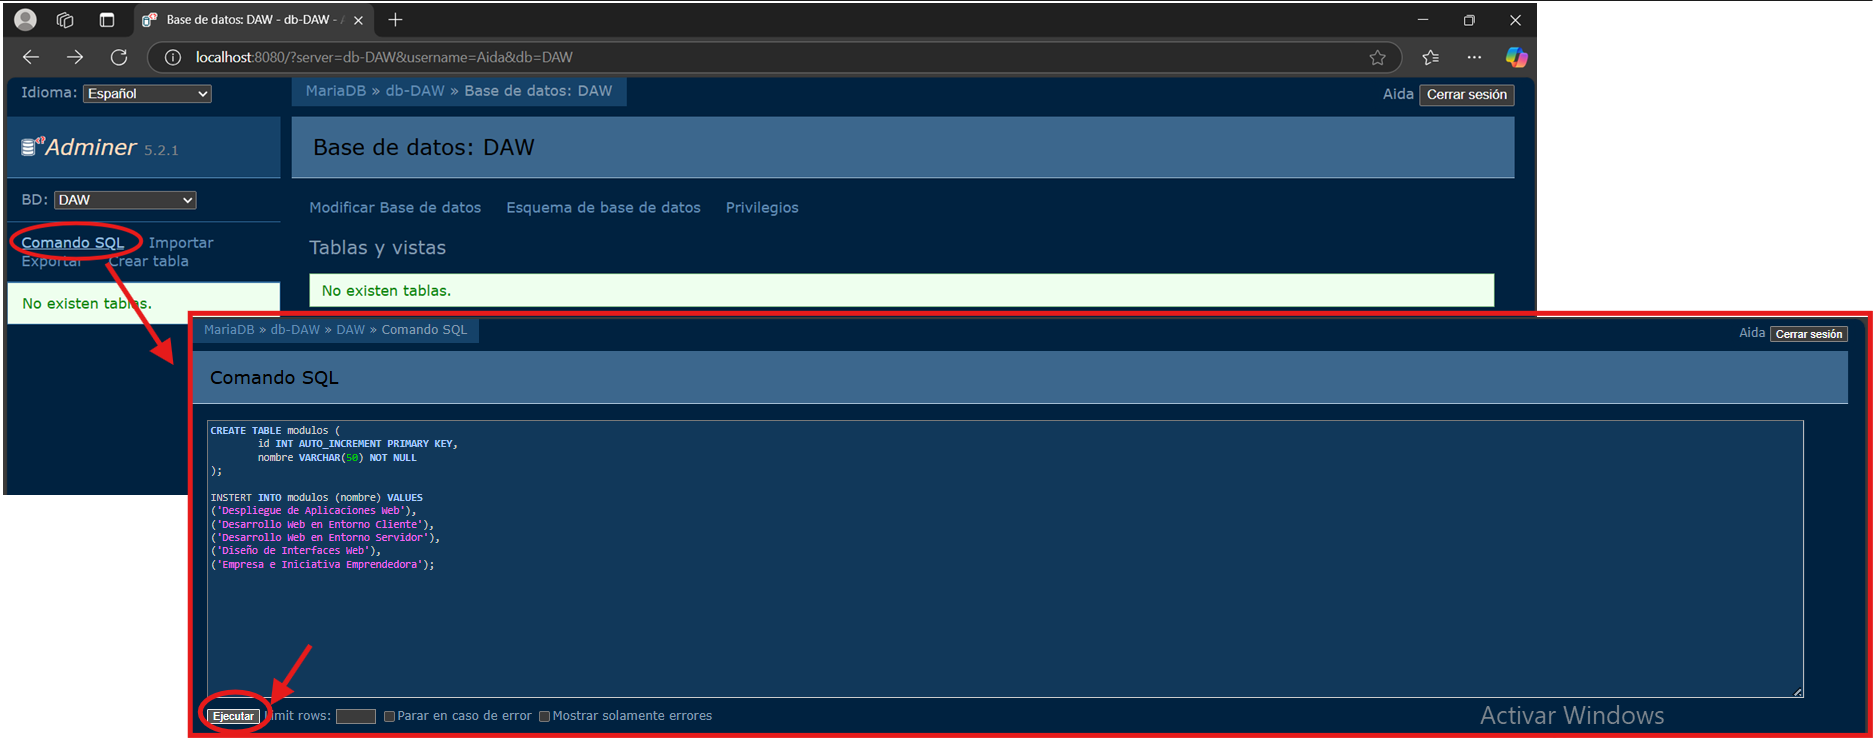 Base de datos: DAW - db-DAW - A
localhost:8080/?server=db-DAW&username=Aida&db=DAW
Idioma: Español
MariaDB » db-DAW » Base de datos: DAW
Aida Cerrar sesión
Adminer 5.2.1
Base de datos: DAW
BD: DAW
Modificar Base de datos Esquema de base de datos Privilegios
Comando SQL Importar
Exportar Crear tabla
Tablas y vistas
No existen tablas.
No existen tablas.
MariaDB » db-DAW » DAW » Comando SQL
Aida Cerrar sesión
Comando SQL
CREATE TABLE modulos (
id INT AUTO_INCREMENT PRIMARY KEY,
nombre VARCHAR(50) NOT NULL
);
INSTERT INTO modulos (nombre) VALUES
('Despliegue de Aplicaciones Web'),
('Desarrollo Web en Entorno Cliente'),
('Desarrollo Web en Entorno Servidor'),
('Diseño de Interfaces Web'),
('Empresa e Iniciativa Emprendedora');
Ejecutar Limit rows: Parar en caso de error Mostrar solamente errores
Activar Windows